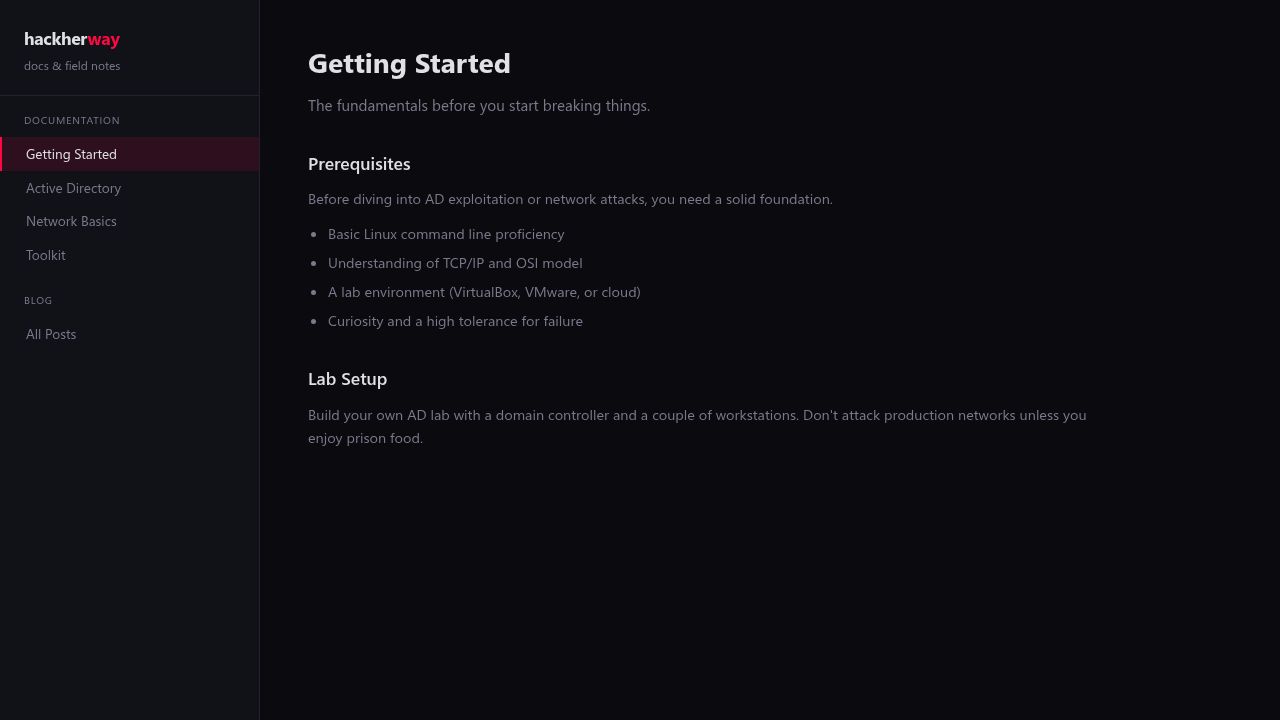 hackherway
docs & field notes
DOCUMENTATION
Getting Started
Active Directory
Network Basics
Toolkit
BLOG
All Posts
Getting Started
The fundamentals before you start breaking things.
Prerequisites
Before diving into AD exploitation or network attacks, you need a solid foundation.
• Basic Linux command line proficiency
• Understanding of TCP/IP and OSI model
• A lab environment (VirtualBox, VMware, or cloud)
• Curiosity and a high tolerance for failure
Lab Setup
Build your own AD lab with a domain controller and a couple of workstations. Don't attack production networks unless you
enjoy prison food.